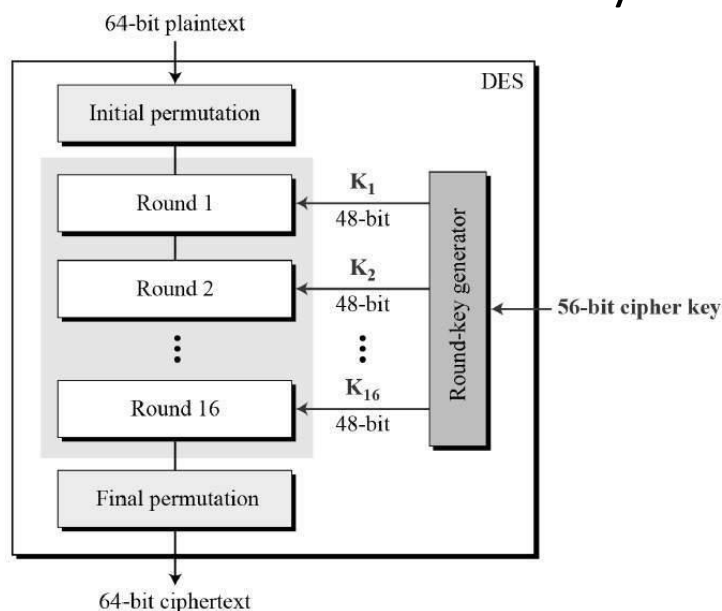 64-bit plaintext
DES
Initial permutation
Round 1
K1
48-bit
Round 2
K2
48-bit
Round 16
K16
48-bit
Round-key generator
56-bit cipher key
Final permutation
64-bit ciphertext